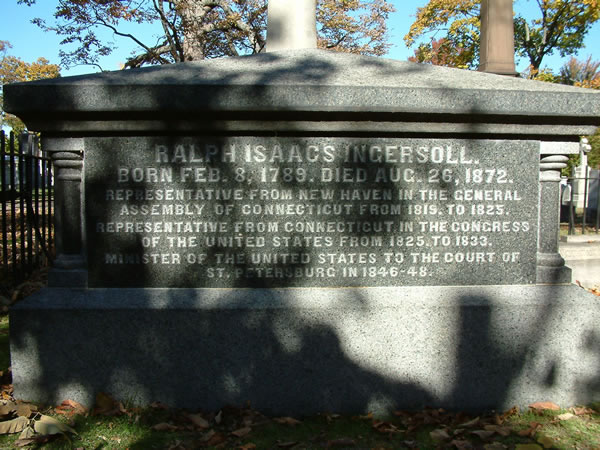 RALPH ISAACS INGERSOLL.
BORN FEB. 8, 1789. DIED AUG. 26, 1872.
REPRESENTATIVE FROM NEW HAVEN IN THE GENERAL
ASSEMBLY OF CONNECTICUT FROM 1819, TO 1825.
REPRESENTATIVE FROM CONNECTICUT, IN THE CONGRESS
OF THE UNITED STATES FROM 1825, TO 1833.
MINISTER OF THE UNITED STATES TO THE COURT OF
ST. PETERSBURG IN 1846-48.